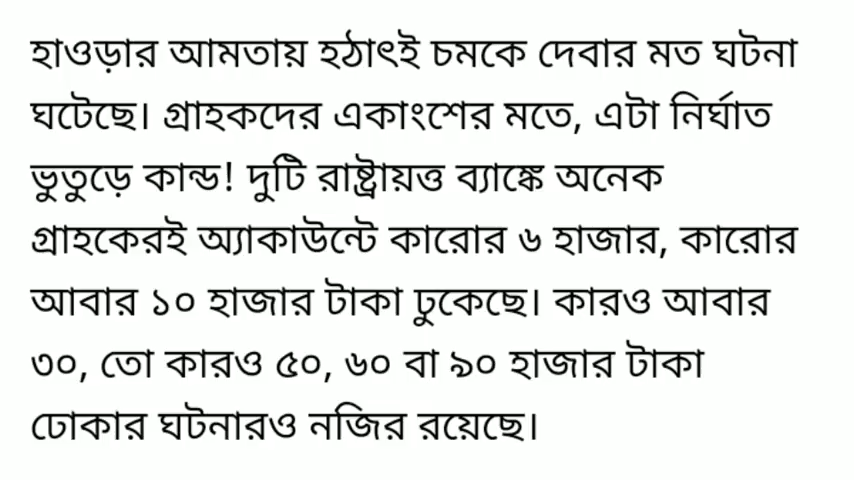 হাওড়ার আমতায় হঠাৎই চমকে দেবার মত ঘটনা
ঘটেছে। গ্রাহকদের একাংশের মতে, এটা নির্ঘাত
ভুতুড়ে কান্ড! দুটি রাষ্ট্রায়ত্ত ব্যাঙ্কে অনেক
গ্রাহকেরই অ্যাকাউন্টে কারোর ৬ হাজার, কারোর
আবার ১০ হাজার টাকা ঢুকেছে। কারও আবার
৩০, তো কারও ৫০, ৬০ বা ৯০ হাজার টাকা
ঢোকার ঘটনারও নজির রয়েছে।